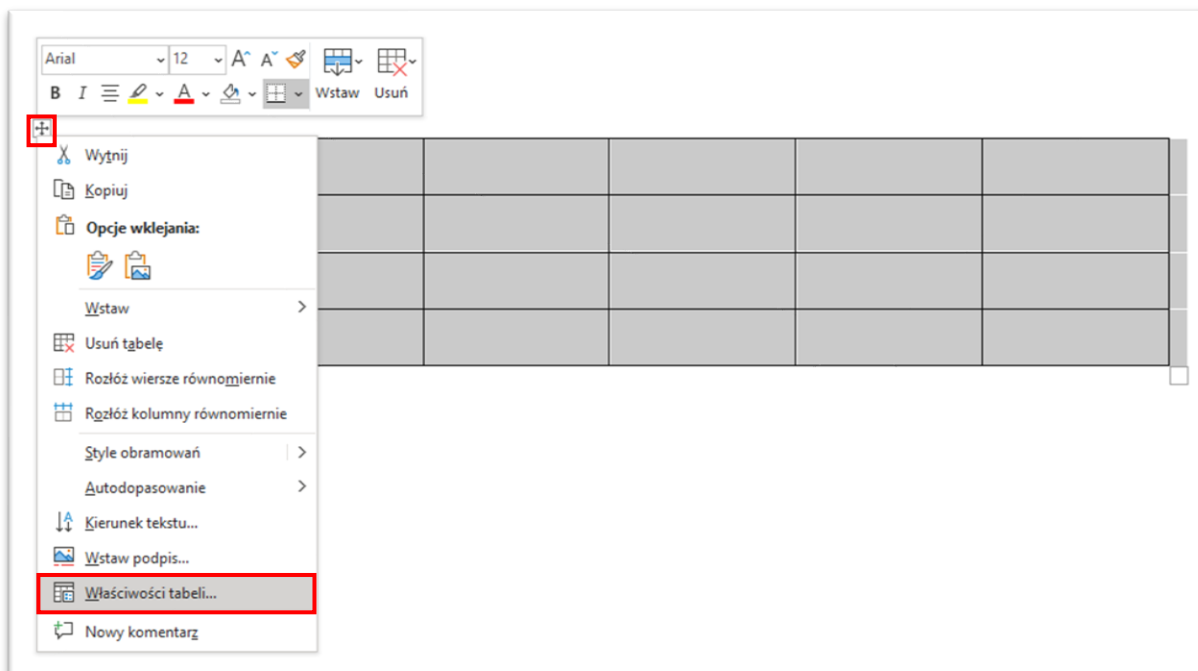 Arial 12
B I Wstaw Usuń
Wytnij
Kopiuj
Opcje wklejania:
Wstaw
Usuń tabelę
Rozłóż wiersze równomiernie
Rozłóż kolumny równomiernie
Style obramowań
Autodopasowanie
Kierunek tekstu...
Wstaw podpis...
Właściwości tabeli...
Nowy komentarz